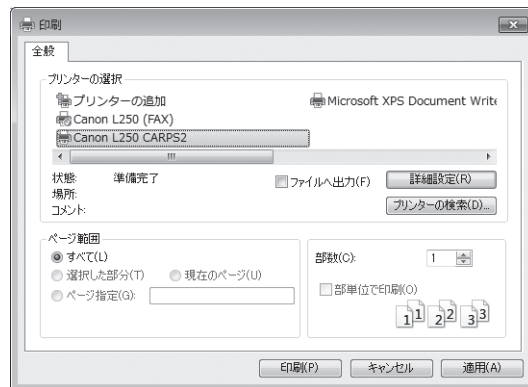 印刷
全般
プリンターの選択
プリンターの追加
Microsoft XPS Document Write
Canon L250 (FAX)
Canon L250 CARPS2
状態: 準備完了
場所:
コメント:
ファイルへ出力(F)
詳細設定(R)
プリンターの検索(D)...
ページ範囲
すべて(L)
選択した部分(T)
現在のページ(U)
ページ指定(G):
部数(C): 1
部単位で印刷(O)
1 1 2 2 3 3
印刷(P)
キャンセル
適用(A)